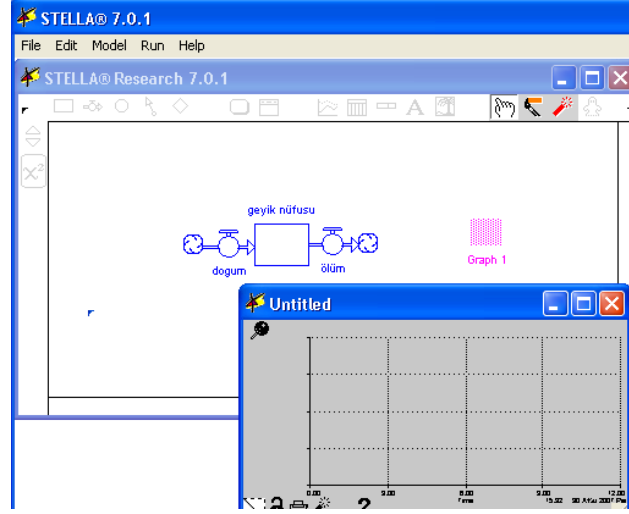 STELLA® 7.0.1
File Edit Model Run Help
STELLA® Research 7.0.1
A
x²
geyik nüfusu
dogum
ölüm
Graph 1
Untitled
0.00 3.00 6.00 9.00 12.00
Time
a ?